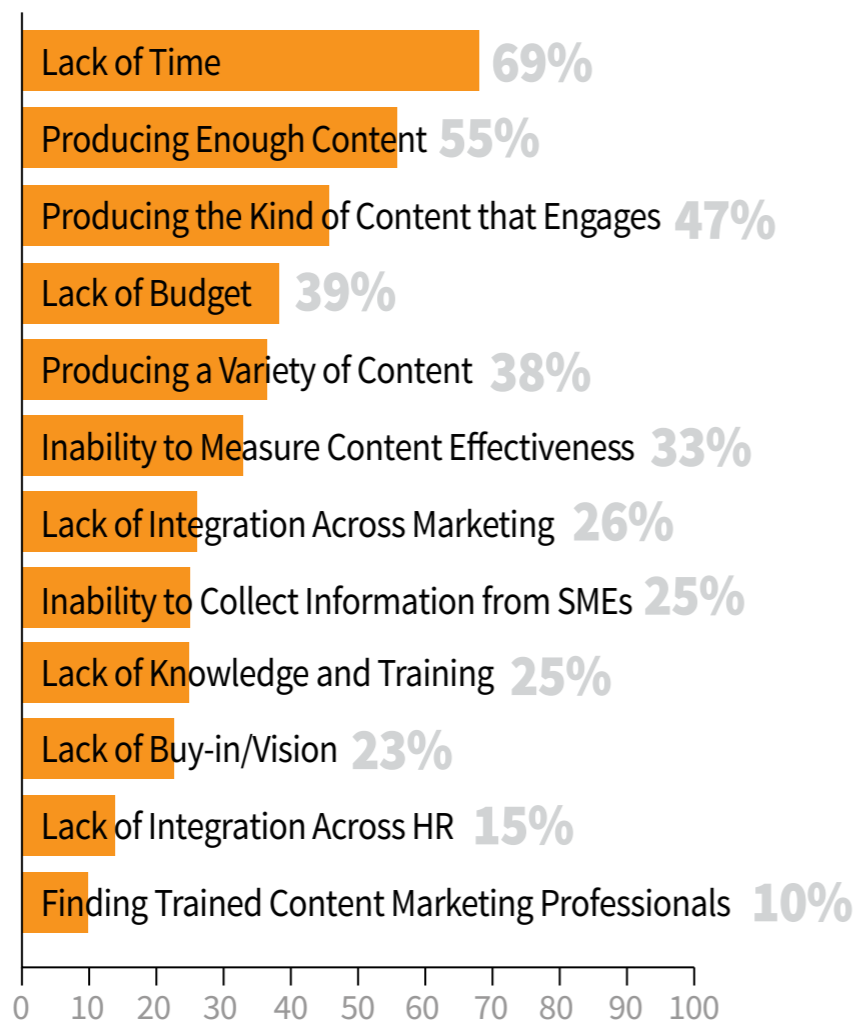 Lack of Time 69%
Producing Enough Content 55%
Producing the Kind of Content that Engages 47%
Lack of Budget 39%
Producing a Variety of Content 38%
Inability to Measure Content Effectiveness 33%
Lack of Integration Across Marketing 26%
Inability to Collect Information from SMEs 25%
Lack of Knowledge and Training 25%
Lack of Buy-in/Vision 23%
Lack of Integration Across HR 15%
Finding Trained Content Marketing Professionals 10%
0 10 20 30 40 50 60 70 80 90 100